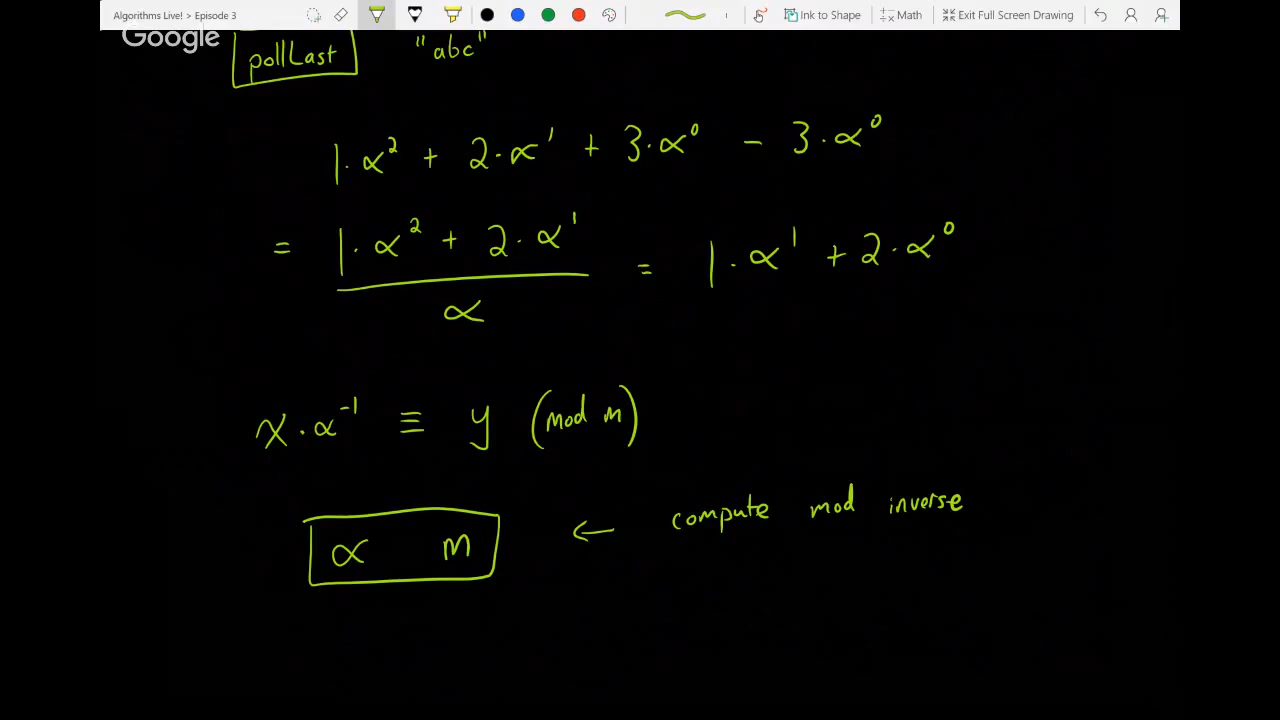 Algorithms Live! > Episode 3
Ink to Shape
Math
Exit Full Screen Drawing
Google
pollLast "abc"
1·α² + 2·α¹ + 3·α⁰ − 3·α⁰
= (1·α² + 2·α¹)/α = 1·α¹ + 2·α⁰
x·α⁻¹ ≡ y (mod m)
α m ← compute mod inverse